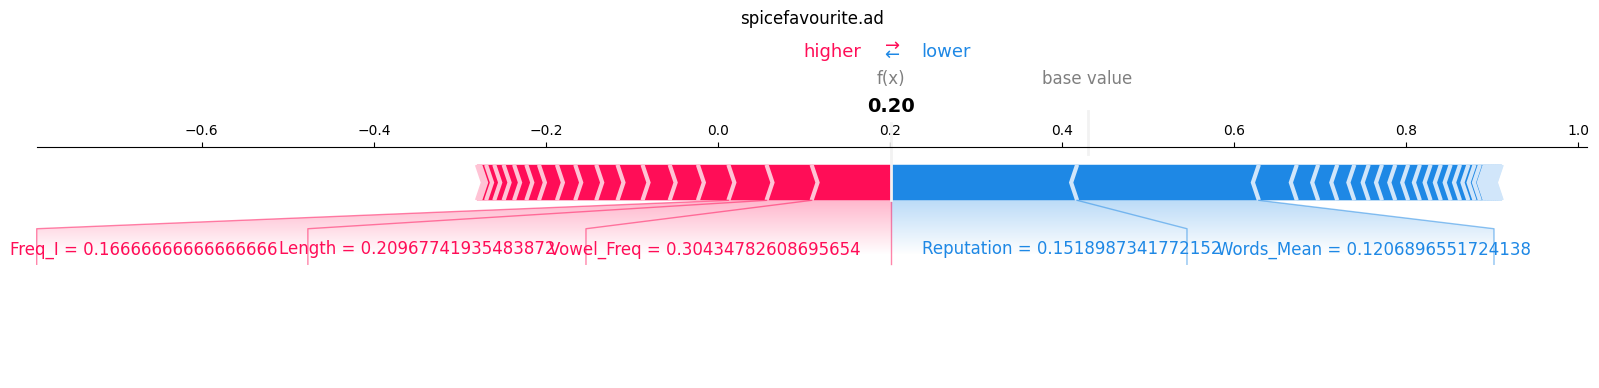 spicefavourite.ad
higher ⇄ lower
f(x) base value
0.20
−0.6 −0.4 −0.2 0.0 0.2 0.4 0.6 0.8 1.0
Freq_I = 0.16666666666666666 Length = 0.20967741935483872 Vowel_Freq = 0.30434782608695654 Reputation = 0.1518987341772152 Words_Mean = 0.1206896551724138